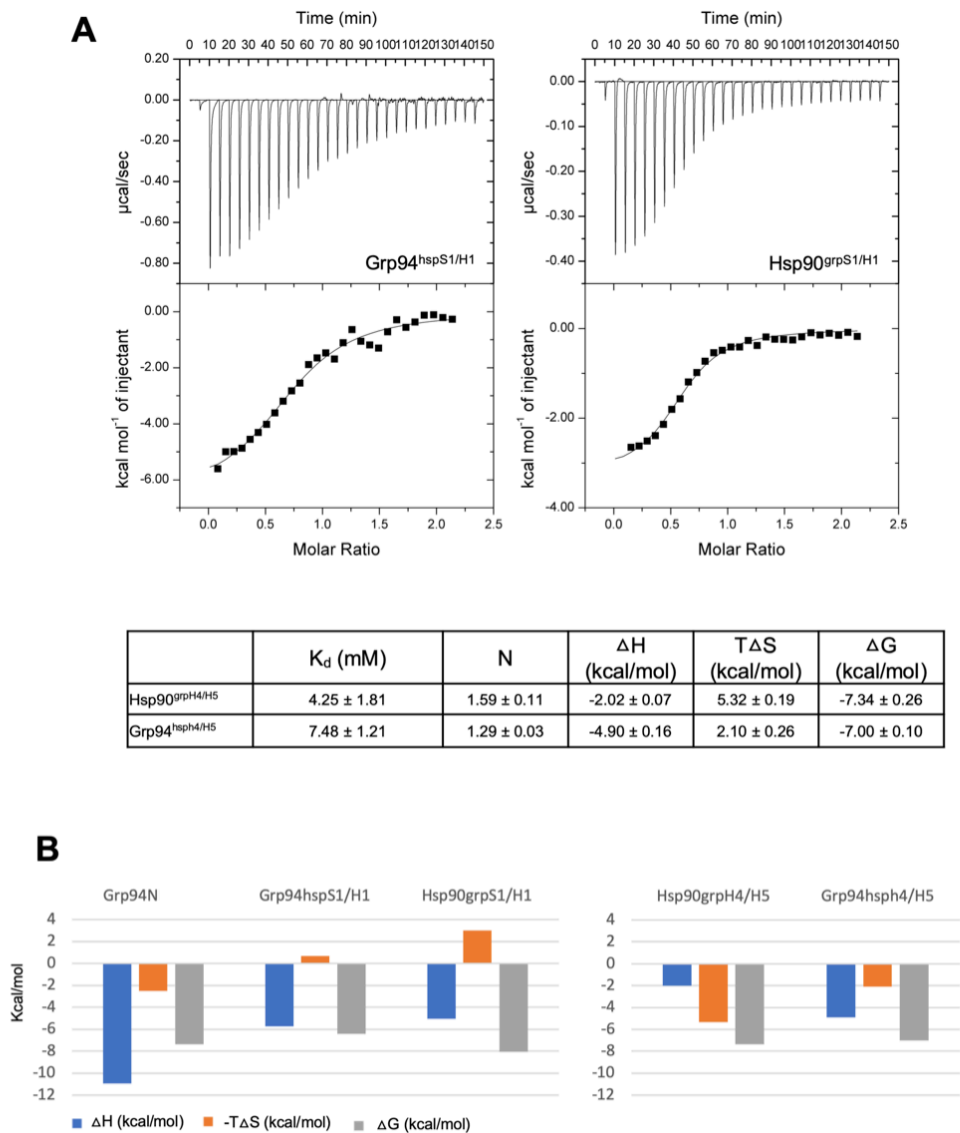 A
Time (min)
0 10 20 30 40 50 60 70 80 90 100 110 120 130 140 150
0.20
0.00
-0.20
-0.40
-0.60
-0.80
µcal/sec
Grp94hspS1/H1
0.00
-2.00
-4.00
-6.00
kcal mol-1 of injectant
0.0 0.5 1.0 1.5 2.0 2.5
Molar Ratio
Time (min)
0 10 20 30 40 50 60 70 80 90 100 110 120 130 140 150
0.00
-0.10
-0.20
-0.30
-0.40
µcal/sec
Hsp90grpS1/H1
0.00
-2.00
-4.00
kcal mol-1 of injectant
0.0 0.5 1.0 1.5 2.0 2.5
Molar Ratio
Kd (mM) N △H (kcal/mol) T△S (kcal/mol) △G (kcal/mol)
Hsp90grpH4/H5 4.25 ± 1.81 1.59 ± 0.11 -2.02 ± 0.07 5.32 ± 0.19 -7.34 ± 0.26
Grp94hsph4/H5 7.48 ± 1.21 1.29 ± 0.03 -4.90 ± 0.16 2.10 ± 0.26 -7.00 ± 0.10
B
Grp94N Grp94hspS1/H1 Hsp90grpS1/H1
4
2
0
-2
-4
-6
-8
-10
-12
Kcal/mol
Hsp90grpH4/H5 Grp94hsph4/H5
4
2
0
-2
-4
-6
-8
-10
-12
△H (kcal/mol) -T△S (kcal/mol) △G (kcal/mol)